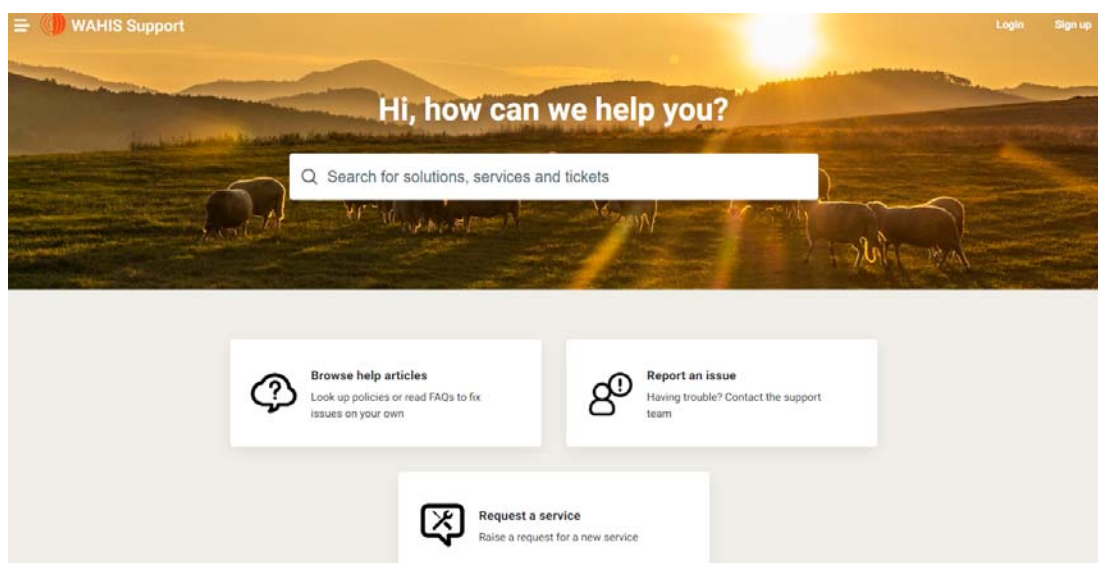 WAHIS Support
Login
Sign up
Hi, how can we help you?
Search for solutions, services and tickets
Browse help articles
Look up policies or read FAQs to fix
issues on your own
Report an issue
Having trouble? Contact the support
team
Request a service
Raise a request for a new service